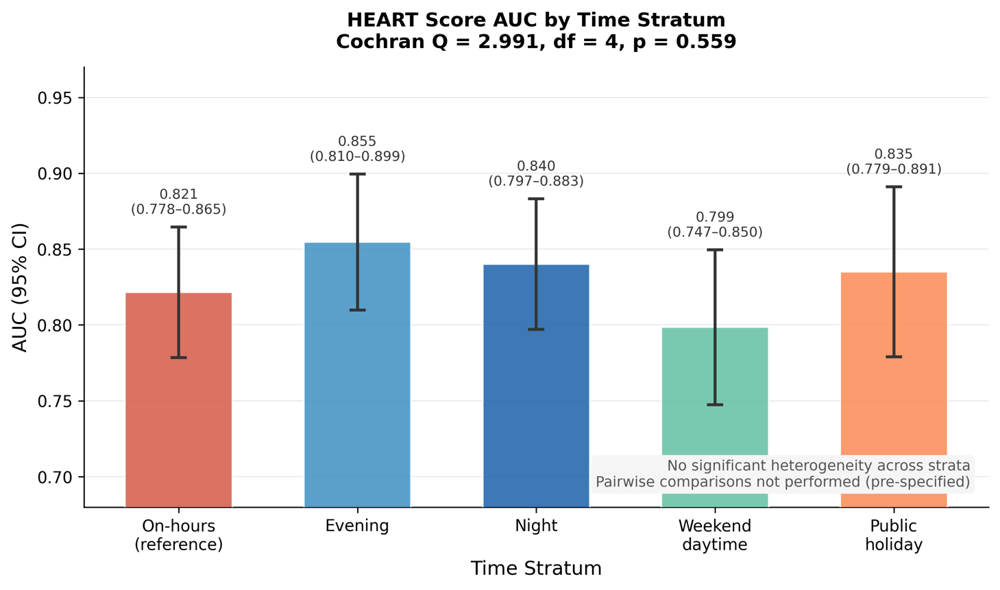 HEART Score AUC by Time Stratum
Cochran Q = 2.991, df = 4, p = 0.559
AUC (95% CI)
0.95
0.90
0.85
0.80
0.75
0.70
0.821
(0.778–0.865)
0.855
(0.810–0.899)
0.840
(0.797–0.883)
0.799
(0.747–0.850)
0.835
(0.779–0.891)
No significant heterogeneity across strata
Pairwise comparisons not performed (pre-specified)
On-hours
(reference)
Evening
Night
Weekend
daytime
Public
holiday
Time Stratum